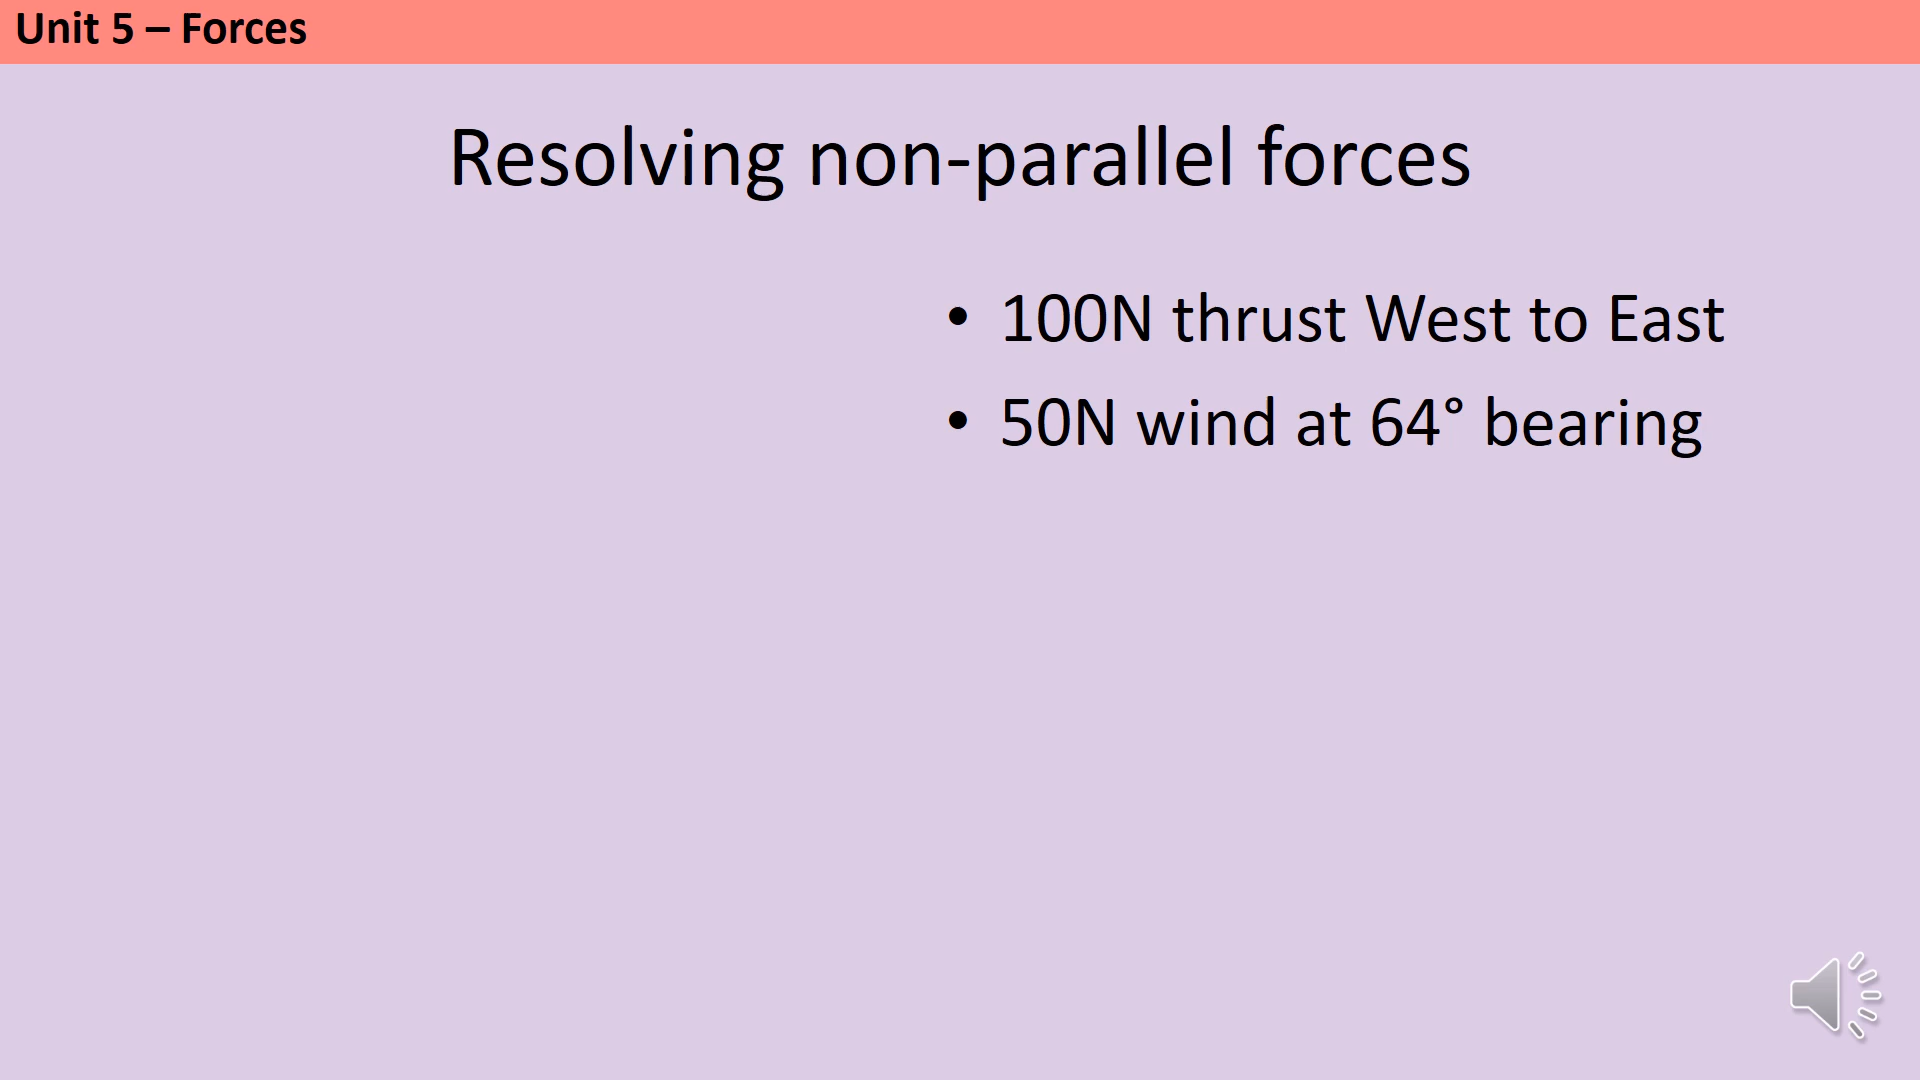 Unit 5 – Forces
Resolving non-parallel forces
• 100N thrust West to East
• 50N wind at 64° bearing